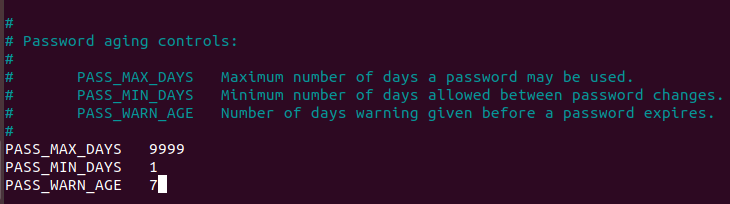 #
# Password aging controls:
#
#       PASS_MAX_DAYS   Maximum number of days a password may be used.
#       PASS_MIN_DAYS   Minimum number of days allowed between password changes.
#       PASS_WARN_AGE   Number of days warning given before a password expires.
#
PASS_MAX_DAYS   9999
PASS_MIN_DAYS   1
PASS_WARN_AGE   7